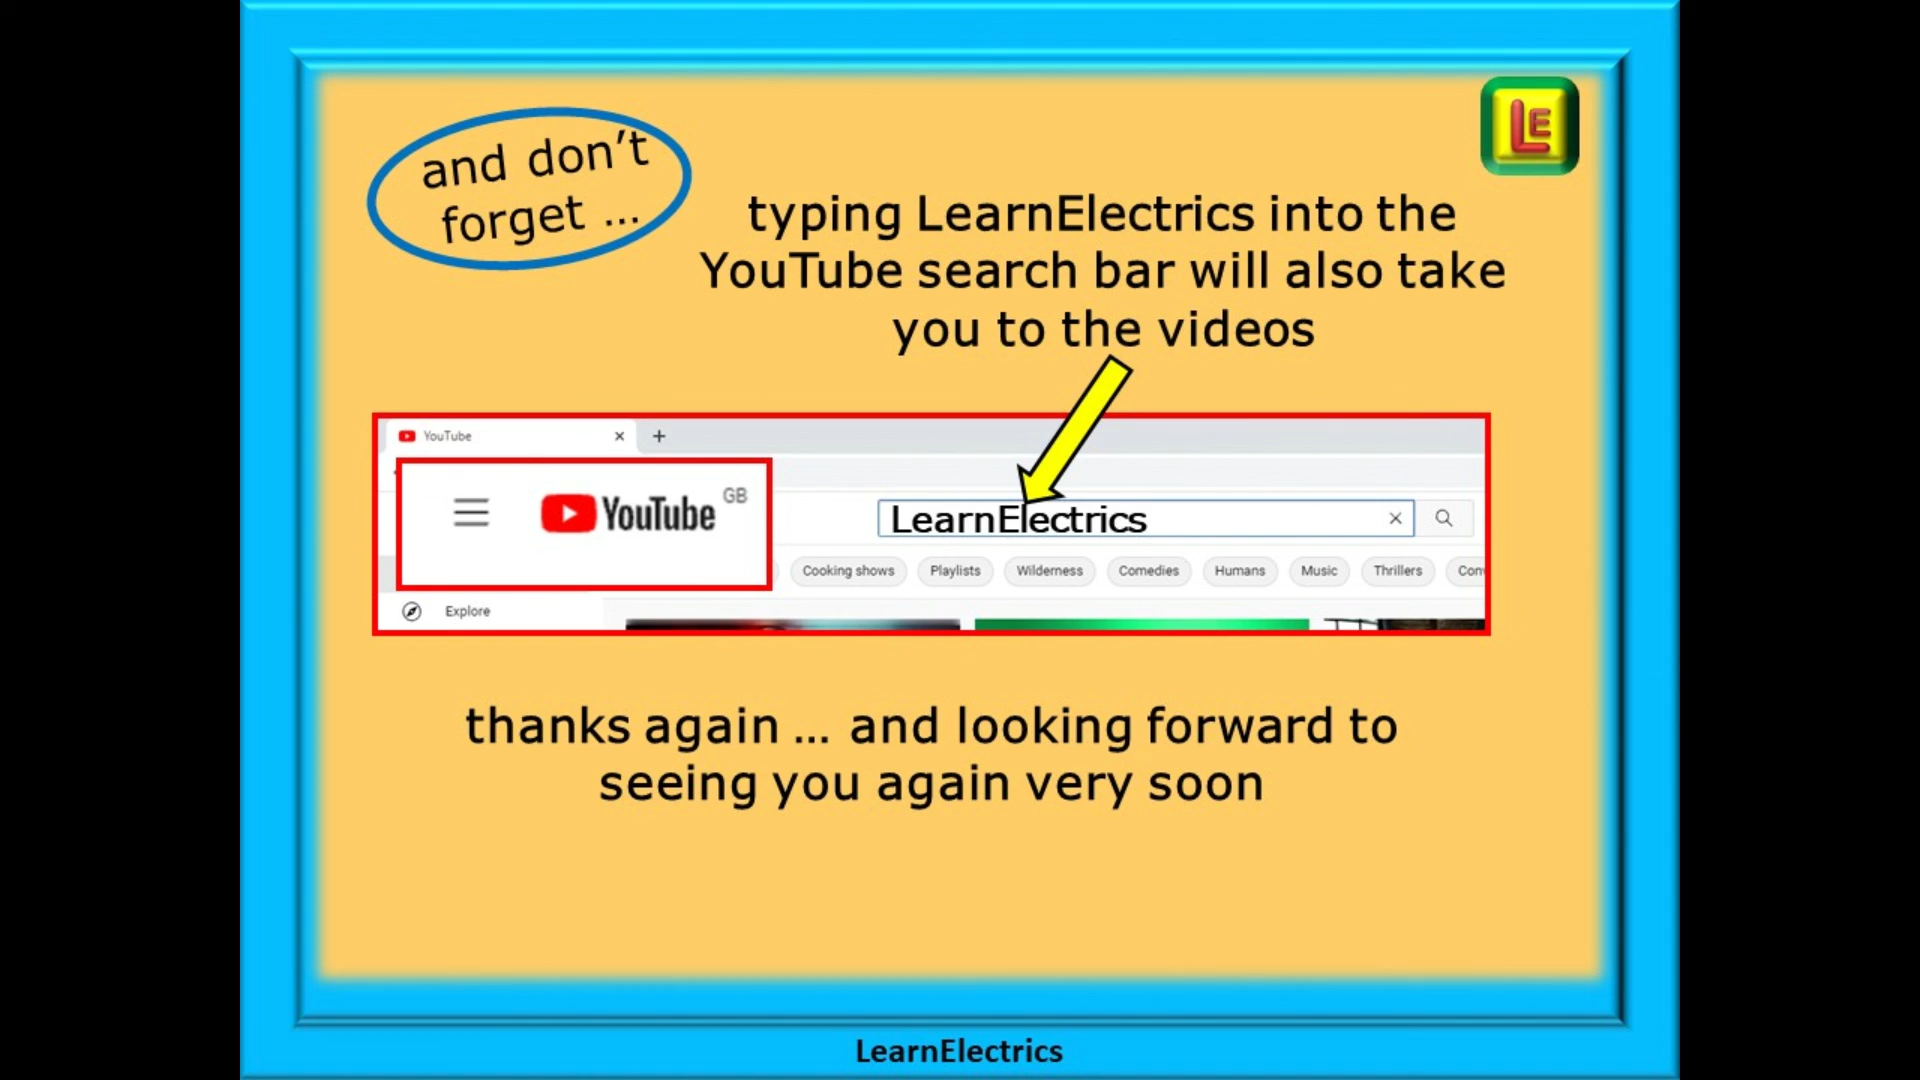 and don't
forget ...
LE
typing LearnElectrics into the
YouTube search bar will also take
you to the videos
YouTube
YouTube GB
LearnElectrics
Cooking shows Playlists Wilderness Comedies Humans Music Thrillers
Explore
thanks again ... and looking forward to
seeing you again very soon
LearnElectrics